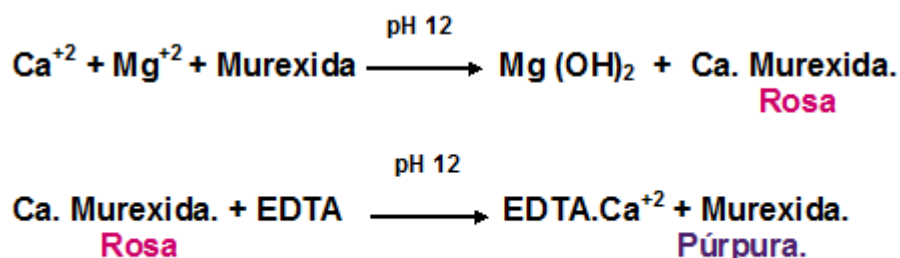 pH 12
Ca+2 + Mg+2 + Murexida → Mg (OH)2 + Ca. Murexida.
Rosa
pH 12
Ca. Murexida. + EDTA → EDTA.Ca+2 + Murexida.
Rosa Púrpura.